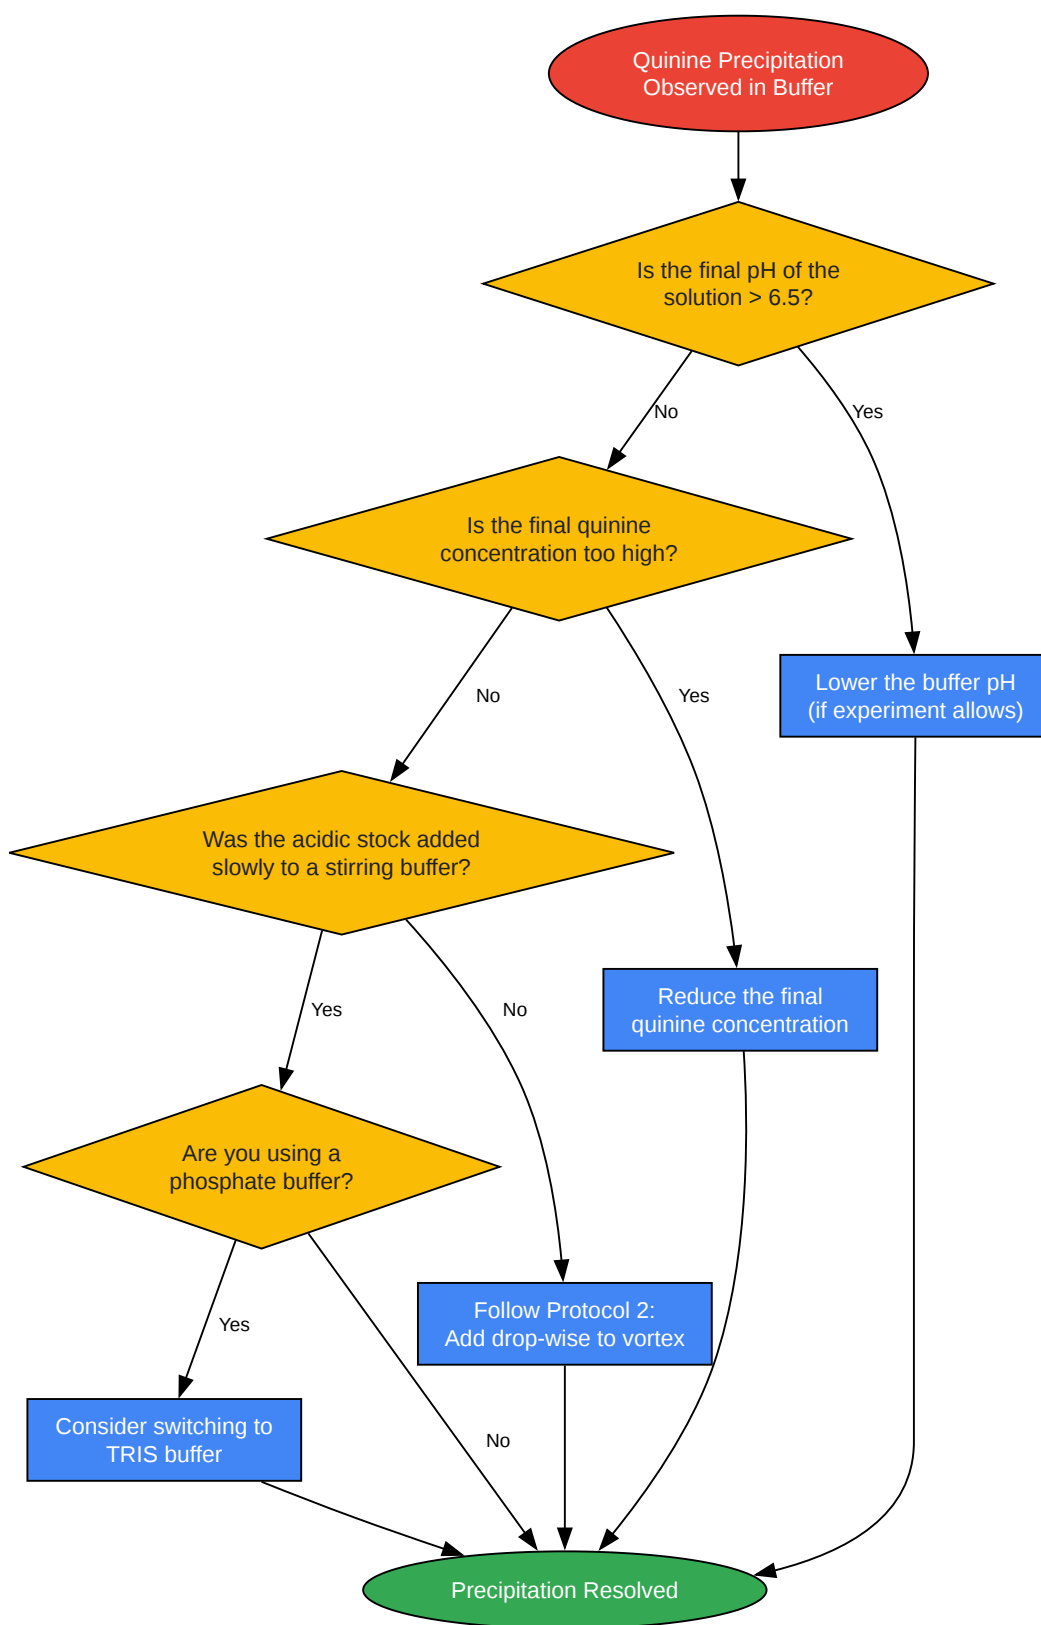 Quinine Precipitation
Observed in Buffer
Is the final pH of the
solution > 6.5?
No
Yes
Is the final quinine
concentration too high?
No
Yes
Lower the buffer pH
(if experiment allows)
Was the acidic stock added
slowly to a stirring buffer?
Yes
No
Reduce the final
quinine concentration
Are you using a
phosphate buffer?
Yes
No
Follow Protocol 2:
Add drop-wise to vortex
Consider switching to
TRIS buffer
Precipitation Resolved